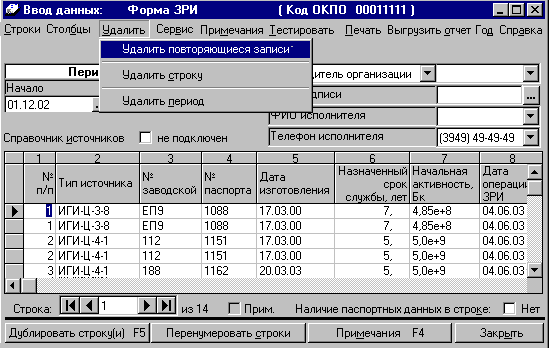 Ввод данных: Форма ЗРИ ( Код ОКПО 00011111 )
Строки Столбцы Удалить Сервис Примечания Тестировать Печать Выгрузить отчет Год Справка
Удалить повторяющиеся записи
Удалить строку
Удалить период
Пери
Начало
01.12.02
дитель организации
дписи
...
ФИО исполнителя
Телефон исполнителя (3949) 49-49-49
Справочник источников не подключен
1 2 3 4 5 6 7 8
№ п/п Тип источника № заводской № паспорта Дата изготовления Назначенный срок службы, лет Начальная активность, Бк Дата операции ЗРИ
1 ИГИ-Ц-3-8 ЕП9 1088 17.03.00 7, 4,85e+8 04.06.03
1 ИГИ-Ц-3-8 ЕП9 1088 17.03.00 7, 4,85e+8 04.06.03
2 ИГИ-Ц-4-1 112 1151 17.03.00 5, 5,0e+9 04.06.03
2 ИГИ-Ц-4-1 112 1151 17.03.00 5, 5,0e+9 04.06.03
3 ИГИ-Ц-4-1 188 1162 20.03.03 5, 5,0e+9 04.06.03
Строка: 1 из 14 Прим. Наличие паспортных данных в строке: Нет
Дублировать строку(и) F5 Перенумеровать строки Примечания F4 Закрыть